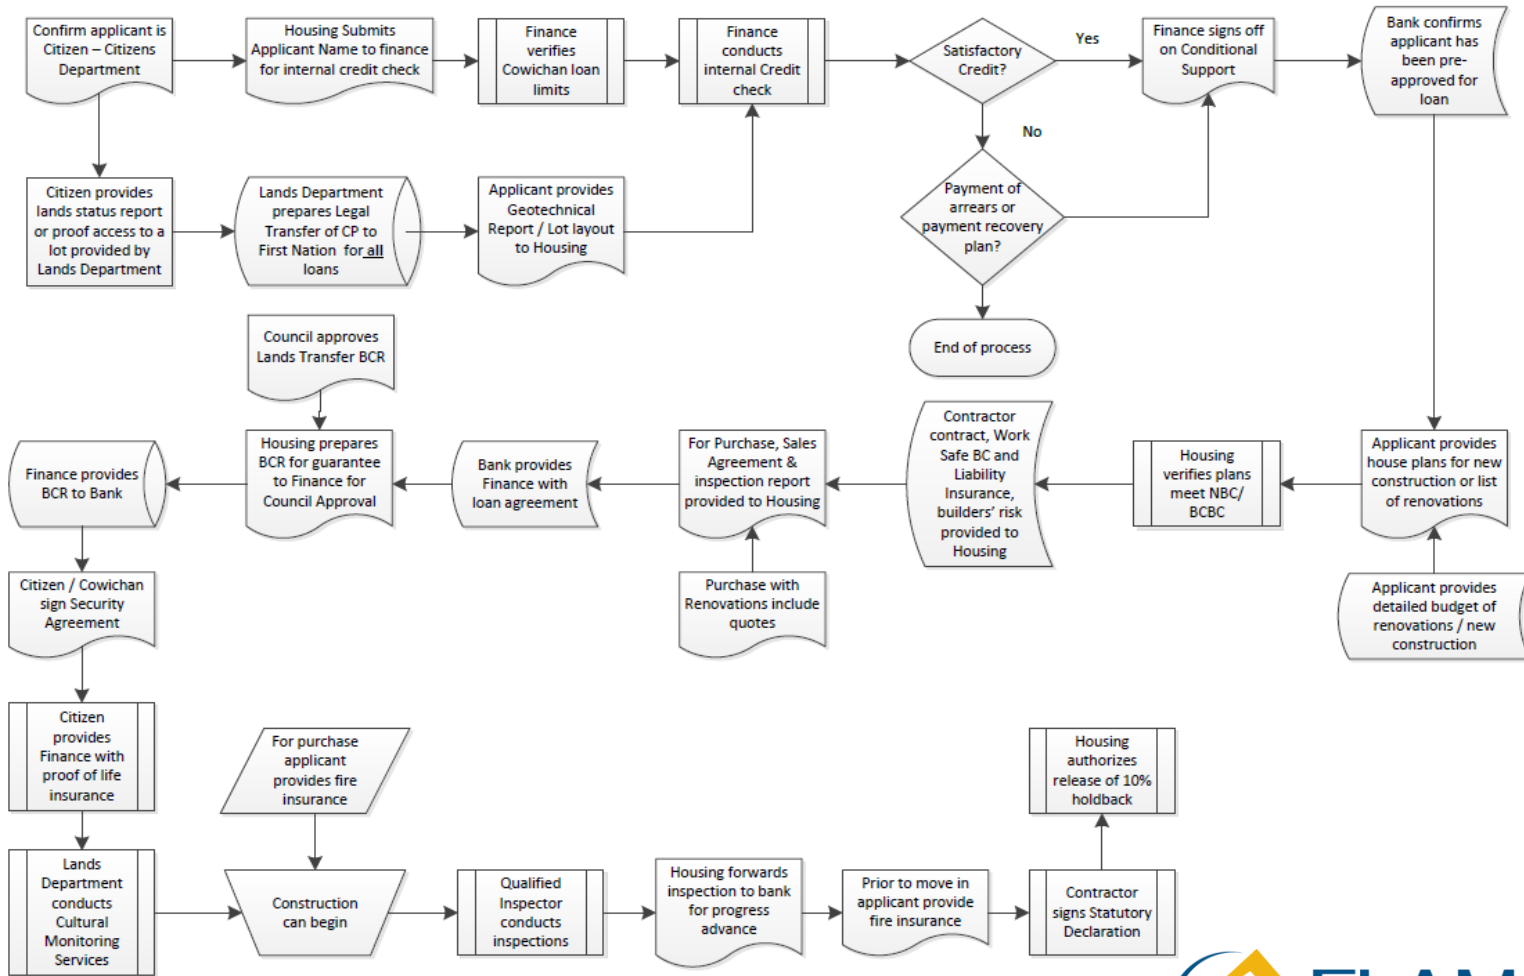 Confirm applicant is
Citizen – Citizens
Department
Housing Submits
Applicant Name to finance
for internal credit check
Finance
verifies
Cowichan loan
limits
Finance
conducts
internal Credit
check
Satisfactory
Credit?
Yes
Finance signs off
on Conditional
Support
Bank confirms
applicant has
been pre-
approved for
loan
No
Citizen provides
lands status report
or proof access to a
lot provided by
Lands Department
Lands Department
prepares Legal
Transfer of CP to
First Nation for all
loans
Applicant provides
Geotechnical
Report / Lot layout
to Housing
Payment of
arrears or
payment recovery
plan?
End of process
Council approves
Lands Transfer BCR
Finance provides
BCR to Bank
Housing prepares
BCR for guarantee
to Finance for
Council Approval
Bank provides
Finance with
loan agreement
For Purchase, Sales
Agreement &
inspection report
provided to Housing
Contractor
contract, Work
Safe BC and
Liability
Insurance,
builders' risk
provided to
Housing
Housing
verifies plans
meet NBC/
BCBC
Applicant provides
house plans for new
construction or list
of renovations
Citizen / Cowichan
sign Security
Agreement
Purchase with
Renovations include
quotes
Applicant provides
detailed budget of
renovations / new
construction
Citizen
provides
Finance with
proof of life
insurance
For purchase
applicant
provides fire
insurance
Housing
authorizes
release of 10%
holdback
Lands
Department
conducts
Cultural
Monitoring
Services
Construction
can begin
Qualified
Inspector
conducts
inspections
Housing forwards
inspection to bank
for progress
advance
Prior to move in
applicant provide
fire insurance
Contractor
signs Statutory
Declaration